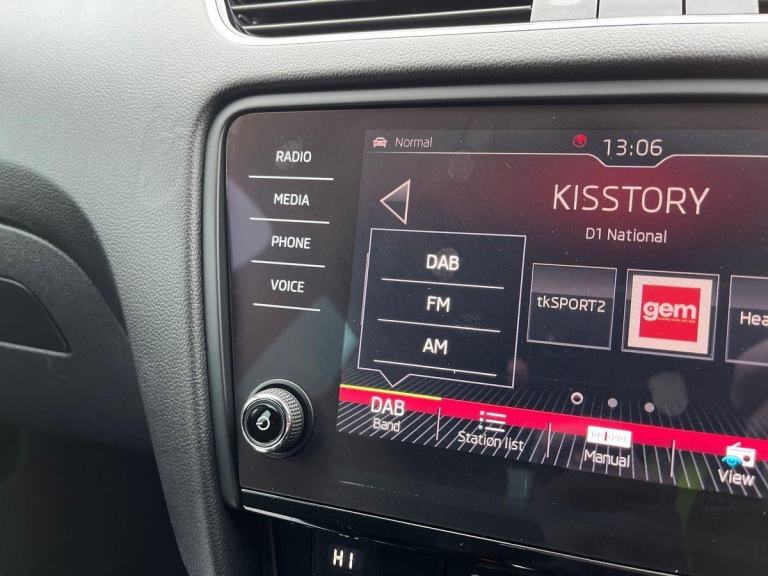 Normal
13:06
RADIO
MEDIA
PHONE
VOICE
KISSTORY
D1 National
DAB
FM
AM
tkSPORT2
gem
Hea
DAB
Band
Station list
Manual
View
HI